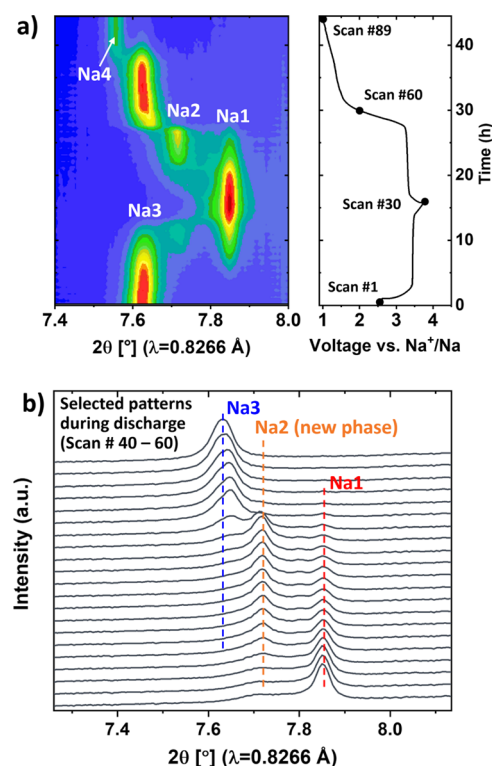 a)
Na4
Na2
Na1
Na3
7.4 7.6 7.8 8.0
2θ [°] (λ=0.8266 Å)
Scan #89
Scan #60
Scan #30
Scan #1
40
30
20
10
0
Time (h)
1 2 3 4
Voltage vs. Na⁺/Na
b)
Selected patterns
during discharge
(Scan # 40 – 60)
Na3
Na2 (new phase)
Na1
Intensity (a.u.)
7.4 7.6 7.8 8.0
2θ [°] (λ=0.8266 Å)